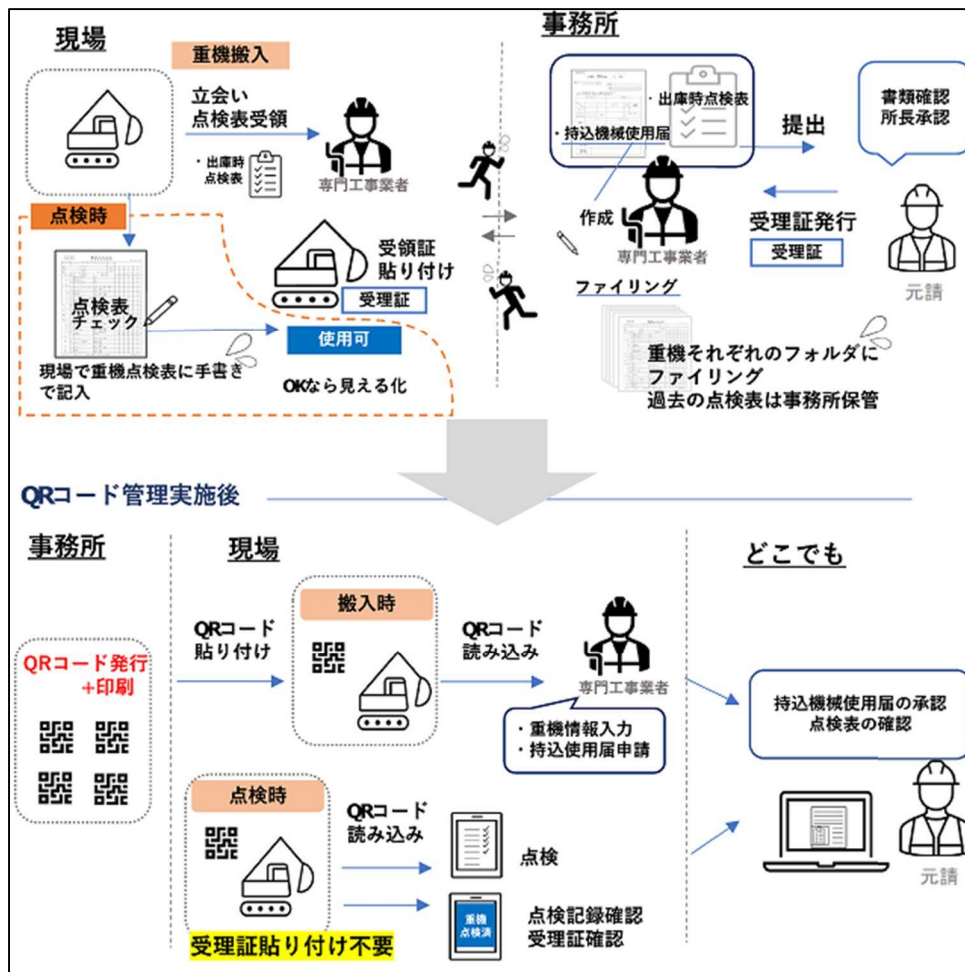 現場
重機搬入
立会い
点検表受領
・出庫時
点検表
専門工事業者
点検時
点検表
チェック
現場で重機点検表に手書き
で記入
受領証
貼り付け
受理証
使用可
OKなら見える化
事務所
・出庫時点検表
・持込機械使用届
作成
専門工事業者
提出
書類確認
所長承認
受理証発行
受理証
元請
ファイリング
重機それぞれのフォルダに
ファイリング
過去の点検表は事務所保管
QRコード管理実施後
事務所
QRコード発行
+印刷
現場
QRコード
貼り付け
搬入時
QRコード
読み込み
専門工事業者
・重機情報入力
・持込使用届申請
点検時
QRコード
読み込み
点検
重機
点検済
点検記録確認
受理証確認
受理証貼り付け不要
どこでも
持込機械使用届の承認
点検表の確認
元請